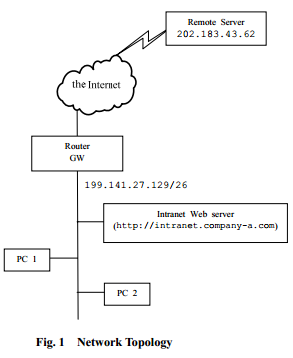 Remote Server
202.183.43.62
the Internet
Router
GW
199.141.27.129/26
Intranet Web server
(http://intranet.company-a.com)
PC 1
PC 2
Fig. 1 Network Topology